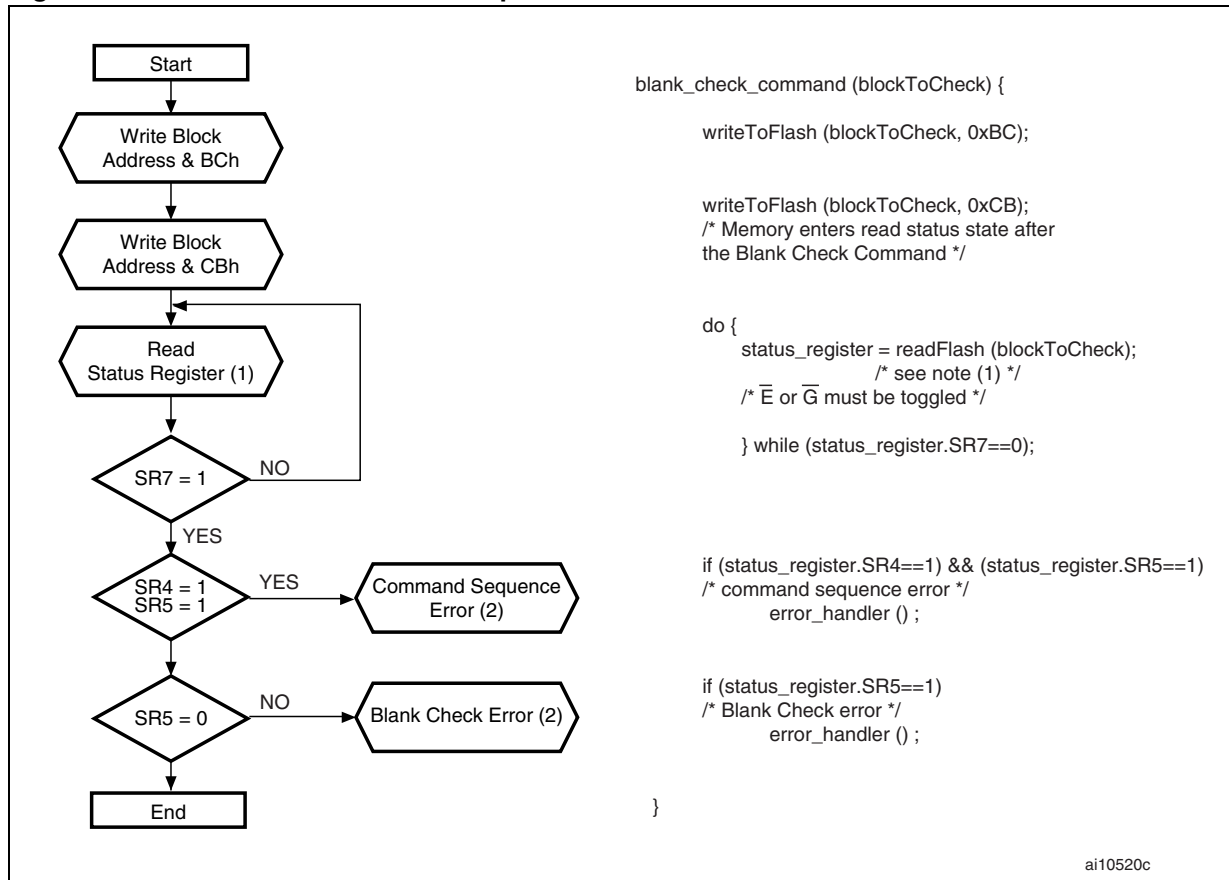 Start
Write Block
Address & BCh
Write Block
Address & CBh
Read
Status Register (1)
SR7 = 1
NO
YES
SR4 = 1
SR5 = 1
YES
Command Sequence
Error (2)
SR5 = 0
NO
Blank Check Error (2)
End
blank_check_command (blockToCheck) {
writeToFlash (blockToCheck, 0xBC);
writeToFlash (blockToCheck, 0xCB);
/* Memory enters read status state after
the Blank Check Command */
do {
status_register = readFlash (blockToCheck);
/* see note (1) */
/* E̅ or G̅ must be toggled */
} while (status_register.SR7==0);
if (status_register.SR4==1) && (status_register.SR5==1)
/* command sequence error */
error_handler () ;
if (status_register.SR5==1)
/* Blank Check error */
error_handler () ;
}
ai10520c